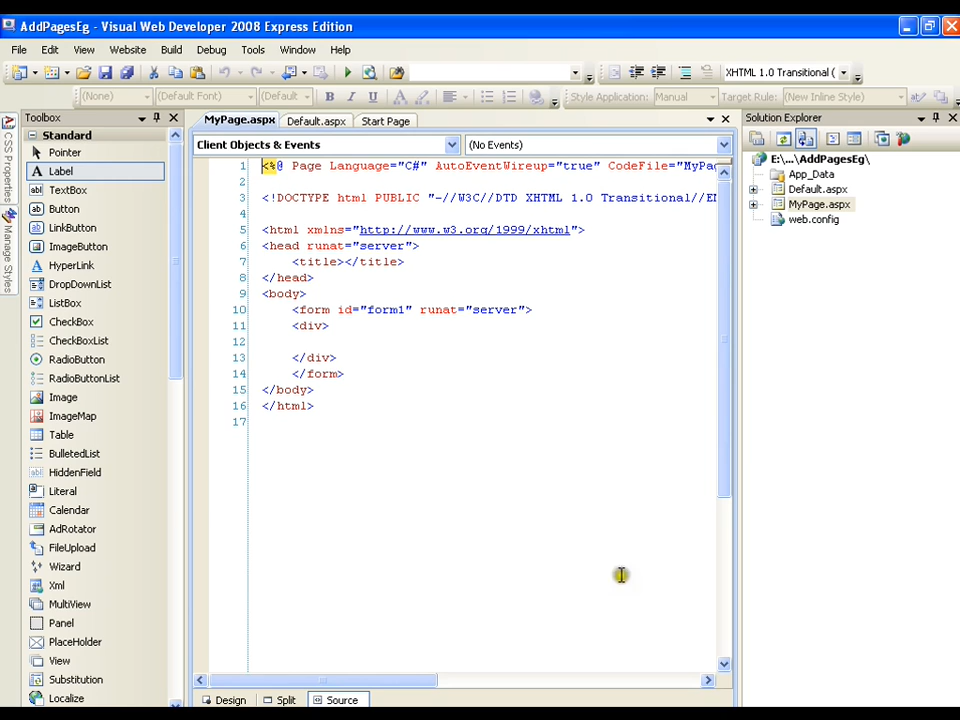 AddPagesEg - Visual Web Developer 2008 Express Edition
File Edit View Website Build Debug Tools Window Help
XHTML 1.0 Transitional (
(None) (Default Font) (Default B I U A Style Application: Manual Target Rule: (New Inline Style)
Toolbox
MyPage.aspx Default.aspx Start Page
Solution Explorer
CSS Properties
Manage Styles
Standard
Pointer
A Label
TextBox
Button
LinkButton
ImageButton
HyperLink
DropDownList
ListBox
CheckBox
CheckBoxList
RadioButton
RadioButtonList
Image
ImageMap
Table
BulletedList
HiddenField
Literal
Calendar
AdRotator
FileUpload
Wizard
Xml
MultiView
Panel
PlaceHolder
View
Substitution
Localize
Client Objects & Events (No Events)
1 <%@ Page Language="C#" AutoEventWireup="true" CodeFile="MyPa
2
3 <!DOCTYPE html PUBLIC "-//W3C//DTD XHTML 1.0 Transitional//EN
4
5 <html xmlns="http://www.w3.org/1999/xhtml">
6 <head runat="server">
7 <title></title>
8 </head>
9 <body>
10 <form id="form1" runat="server">
11 <div>
12
13 </div>
14 </form>
15 </body>
16 </html>
17
Design Split Source
E:\...\AddPagesEg\
App_Data
Default.aspx
MyPage.aspx
web.config